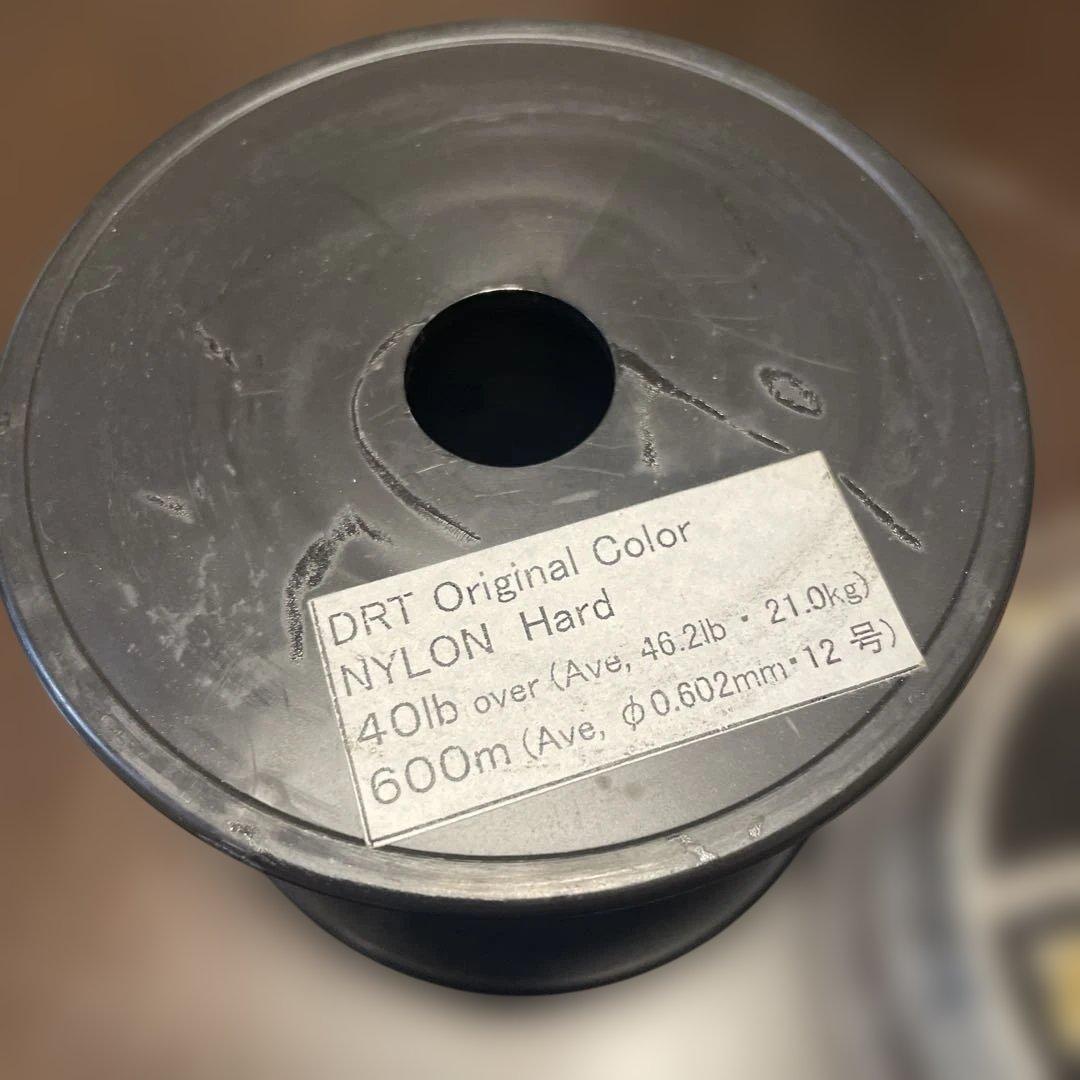 DRT Original Color
NYLON Hard
40lb over (Ave, 46.2lb・21.0kg)
600m (Ave, φ0.602mm・12 号)